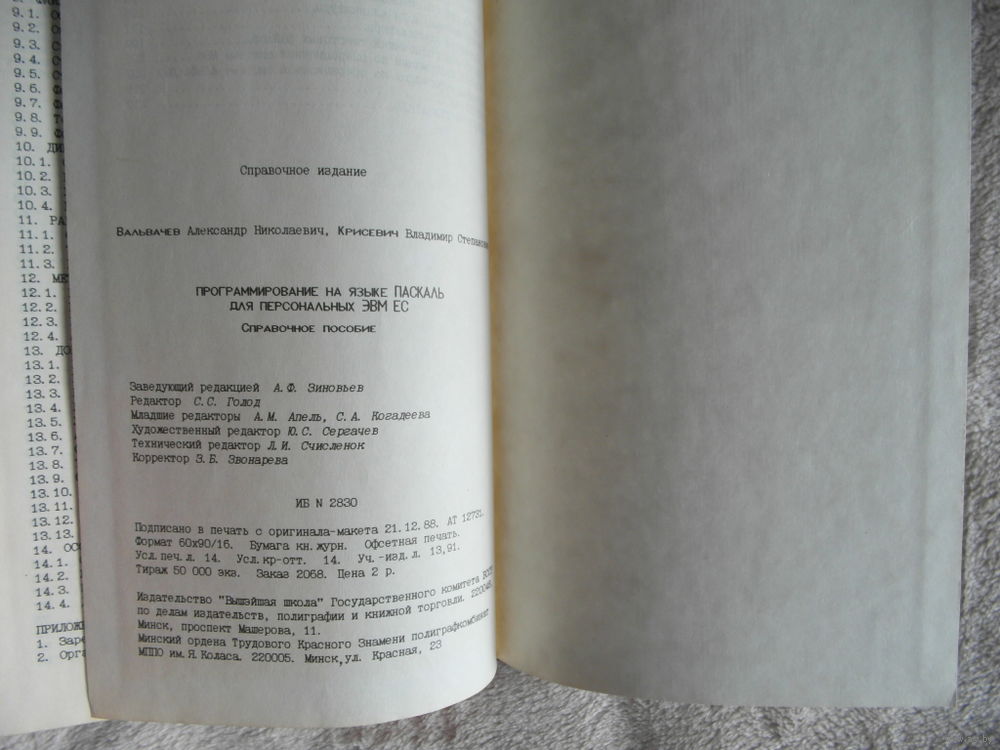 9.1.
9.2.
9.3.
9.4.
9.5.
9.6.
9.7.
9.8.
9.9.
10.
10.1.
10.2.
10.3.
10.4.
11. РА
11.1.
11.2.
11.3.
12. МЕ
12.1.
12.2.
12.3.
12.4.
13. ДО
13.1.
13.2.
13.3.
13.4.
13.5.
13.6.
13.7.
13.8.
13.9.
13.10.
13.11.
13.12.
13.13.
14. ОС
14.1.
14.2.
14.3.
14.4.
ПРИЛОЖ
1. Заре
2. Орга
Справочное издание
Вальвачев Александр Николаевич, Крисевич Владимир
ПРОГРАММИРОВАНИЕ НА ЯЗЫКЕ ПАСКАЛЬ
ДЛЯ ПЕРСОНАЛЬНЫХ ЭВМ ЕС
Справочное пособие
Заведующий редакцией А.Ф. Зиновьев
Редактор С.С. Голод
Младшие редакторы А.М. Апель, С.А. Когадеева
Художественный редактор Ю.С. Сергачев
Технический редактор Л.И. Счисленок
Корректор З.Б. Звонарева
ИБ N 2830
Подписано в печать с оригинала-макета 21.12.88. АТ 12731.
Формат 60х90/16. Бумага кн.журн. Офсетная печать.
Усл.печ.л. 14. Усл.кр-отт. 14. Уч.-изд.л. 13,91.
Тираж 50 000 экз. Заказ 2068. Цена 2 р.
Издательство "Вышэйшая школа" Государственного комитета БССР
по делам издательств, полиграфии и книжной торговли. 220048,
Минск, проспект Машерова, 11.
Минский ордена Трудового Красного Знамени полиграфкомбинат
МППО им.Я.Коласа. 220005. Минск,ул. Красная, 23